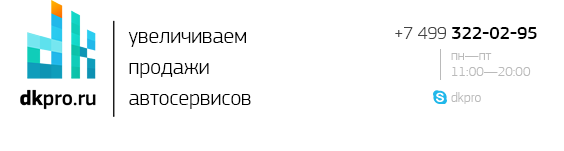 dkpro.ru
увеличиваем
продажи
автосервисов
+7 499 322-02-95
пн—пт
11:00—20:00
dkpro